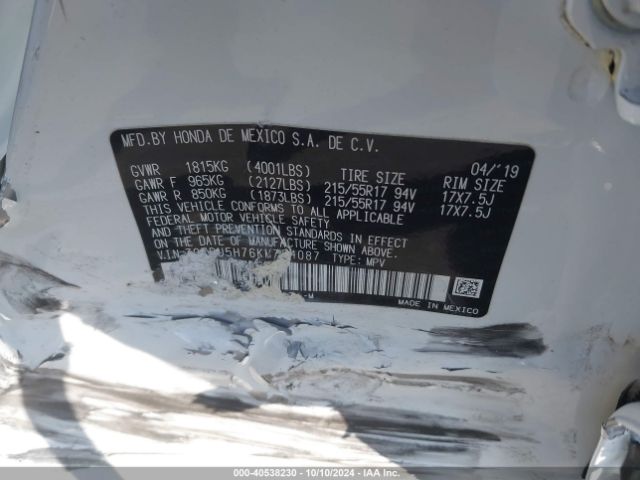 MFD.BY HONDA DE MEXICO S.A. DE C.V.
04/'19
GVWR 1815KG (4001LBS) TIRE SIZE RIM SIZE
GAWR F 965KG (2127LBS) 215/55R17 94V 17X7.5J
GAWR R 850KG (1873LBS) 215/55R17 94V 17X7.5J
THIS VEHICLE CONFORMS TO ALL APPLICABLE
FEDERAL MOTOR VEHICLE SAFETY
AND THEFT PREVENTION STANDARDS IN EFFECT
ON THE DATE OF MANUFACTURE SHOWN ABOVE.
V.I.N. TYPE: MPV
MADE IN MEXICO
000-40538230 - 10/10/2024 - IAA Inc.